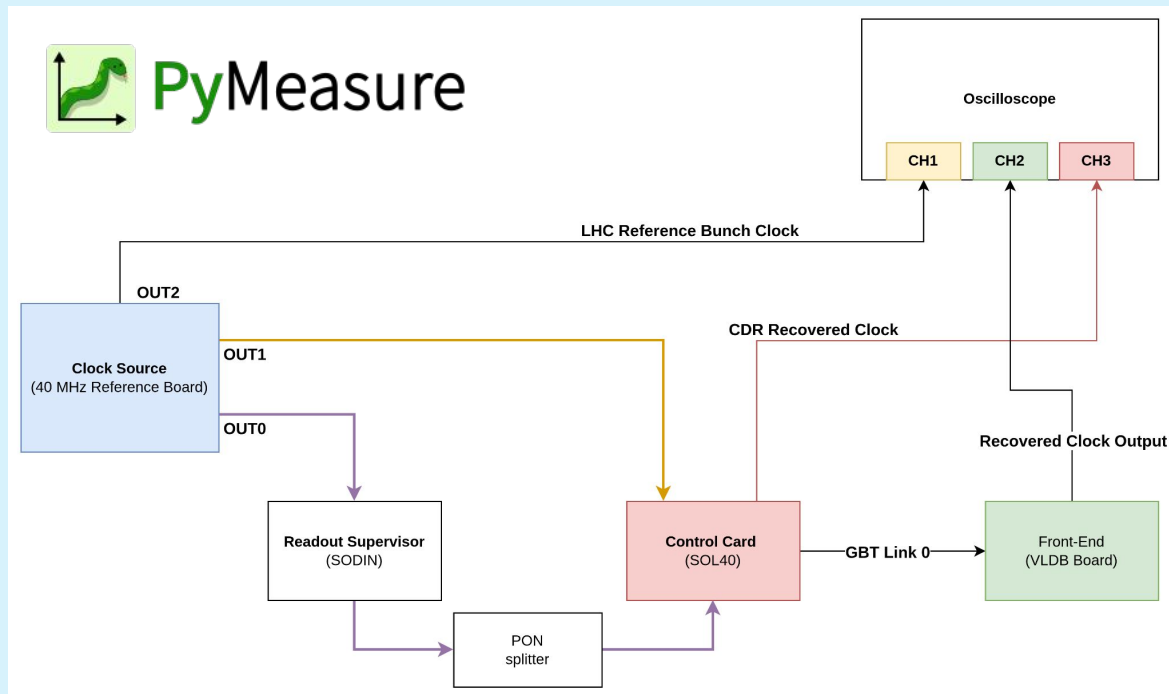 PyMeasure
Oscilloscope
CH1
CH2
CH3
LHC Reference Bunch Clock
OUT2
Clock Source
(40 MHz Reference Board)
OUT1
CDR Recovered Clock
OUT0
Recovered Clock Output
Readout Supervisor
(SODIN)
Control Card
(SOL40)
GBT Link 0
Front-End
(VLDB Board)
PON
splitter